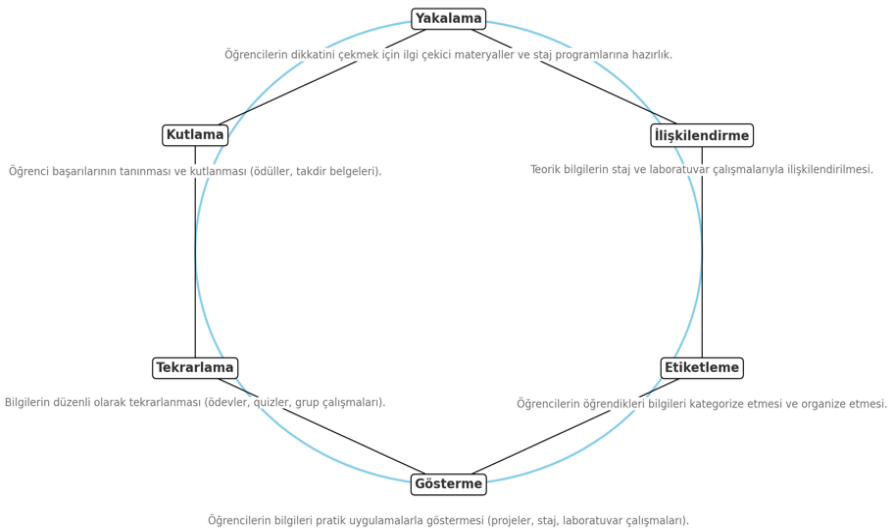 Yakalama
Öğrencilerin dikkatini çekmek için ilgi çekici materyaller ve staj programlarına hazırlık.
Kutlama
Öğrenci başarılarının tanınması ve kutlanması (ödüller, takdir belgeleri).
İlişkilendirme
Teorik bilgilerin staj ve laboratuvar çalışmalarıyla ilişkilendirilmesi.
Tekrarlama
Bilgilerin düzenli olarak tekrarlanması (ödevler, quizler, grup çalışmaları).
Etiketleme
Öğrencilerin öğrendikleri bilgileri kategorize etmesi ve organize etmesi.
Gösterme
Öğrencilerin bilgileri pratik uygulamalarla göstermesi (projeler, staj, laboratuvar çalışmaları).